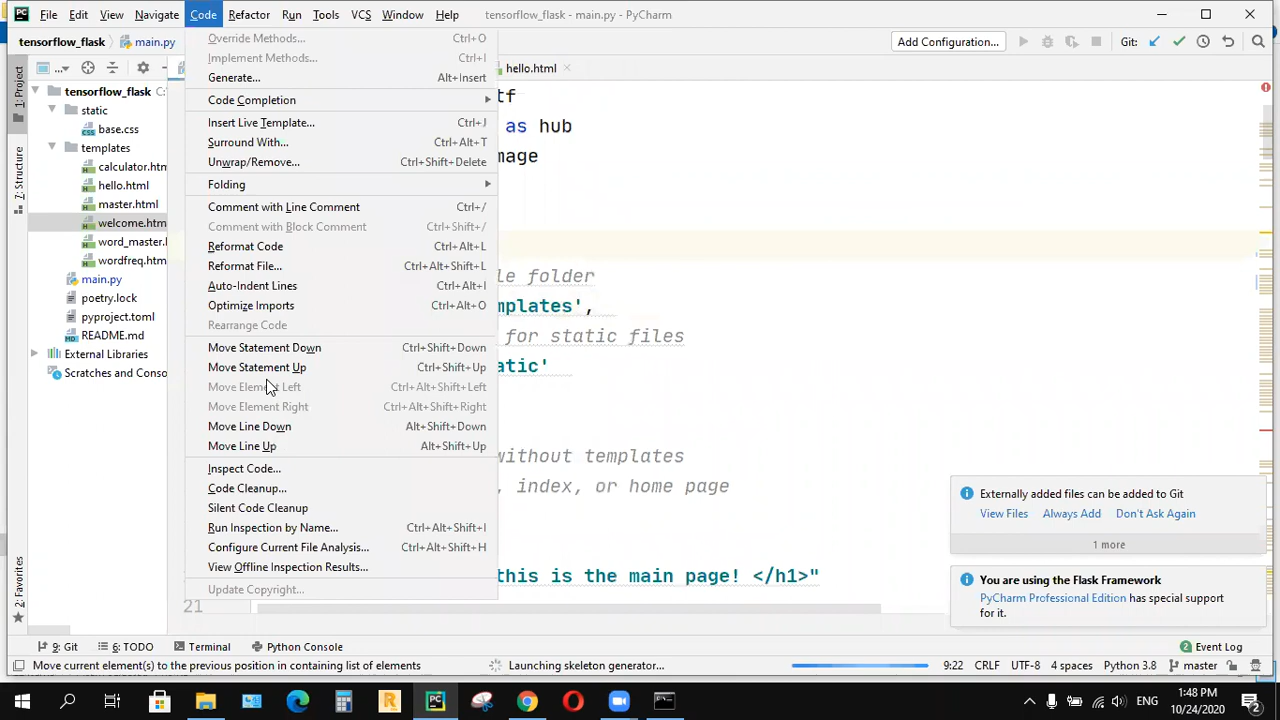 File Edit View Navigate Code Refactor Run Tools VCS Window Help tensorflow_flask - main.py - PyCharm
tensorflow_flask main.py Add Configuration... Git:
1: Project
7: Structure
2: Favorites
tensorflow_flask
static
base.css
templates
calculator.htm
hello.html
master.html
welcome.htm
word_master.
wordfreq.html
main.py
poetry.lock
pyproject.toml
README.md
External Libraries
Scratches and Conso
Override Methods... Ctrl+O
Implement Methods... Ctrl+I
Generate... Alt+Insert
Code Completion
Insert Live Template... Ctrl+J
Surround With... Ctrl+Alt+T
Unwrap/Remove... Ctrl+Shift+Delete
Folding
Comment with Line Comment Ctrl+/
Comment with Block Comment Ctrl+Shift+/
Reformat Code Ctrl+Alt+L
Reformat File... Ctrl+Alt+Shift+L
Auto-Indent Lines Ctrl+Alt+I
Optimize Imports Ctrl+Alt+O
Rearrange Code
Move Statement Down Ctrl+Shift+Down
Move Statement Up Ctrl+Shift+Up
Move Element Left Ctrl+Alt+Shift+Left
Move Element Right Ctrl+Alt+Shift+Right
Move Line Down Alt+Shift+Down
Move Line Up Alt+Shift+Up
Inspect Code...
Code Cleanup...
Silent Code Cleanup
Run Inspection by Name... Ctrl+Alt+Shift+I
Configure Current File Analysis... Ctrl+Alt+Shift+H
View Offline Inspection Results...
Update Copyright...
hello.html
tf
as hub
mage
le folder
mplates',
for static files
atic'
without templates
, index, or home page
this is the main page! </h1>"
21
Externally added files can be added to Git
View Files Always Add Don't Ask Again
1 more
You are using the Flask Framework
PyCharm Professional Edition has special support
for it.
9: Git 6: TODO Terminal Python Console 2 Event Log
Move current element(s) to the previous position in containing list of elements Launching skeleton generator... 9:22 CRLF UTF-8 4 spaces Python 3.8 master
ENG
1:48 PM
10/24/2020
2